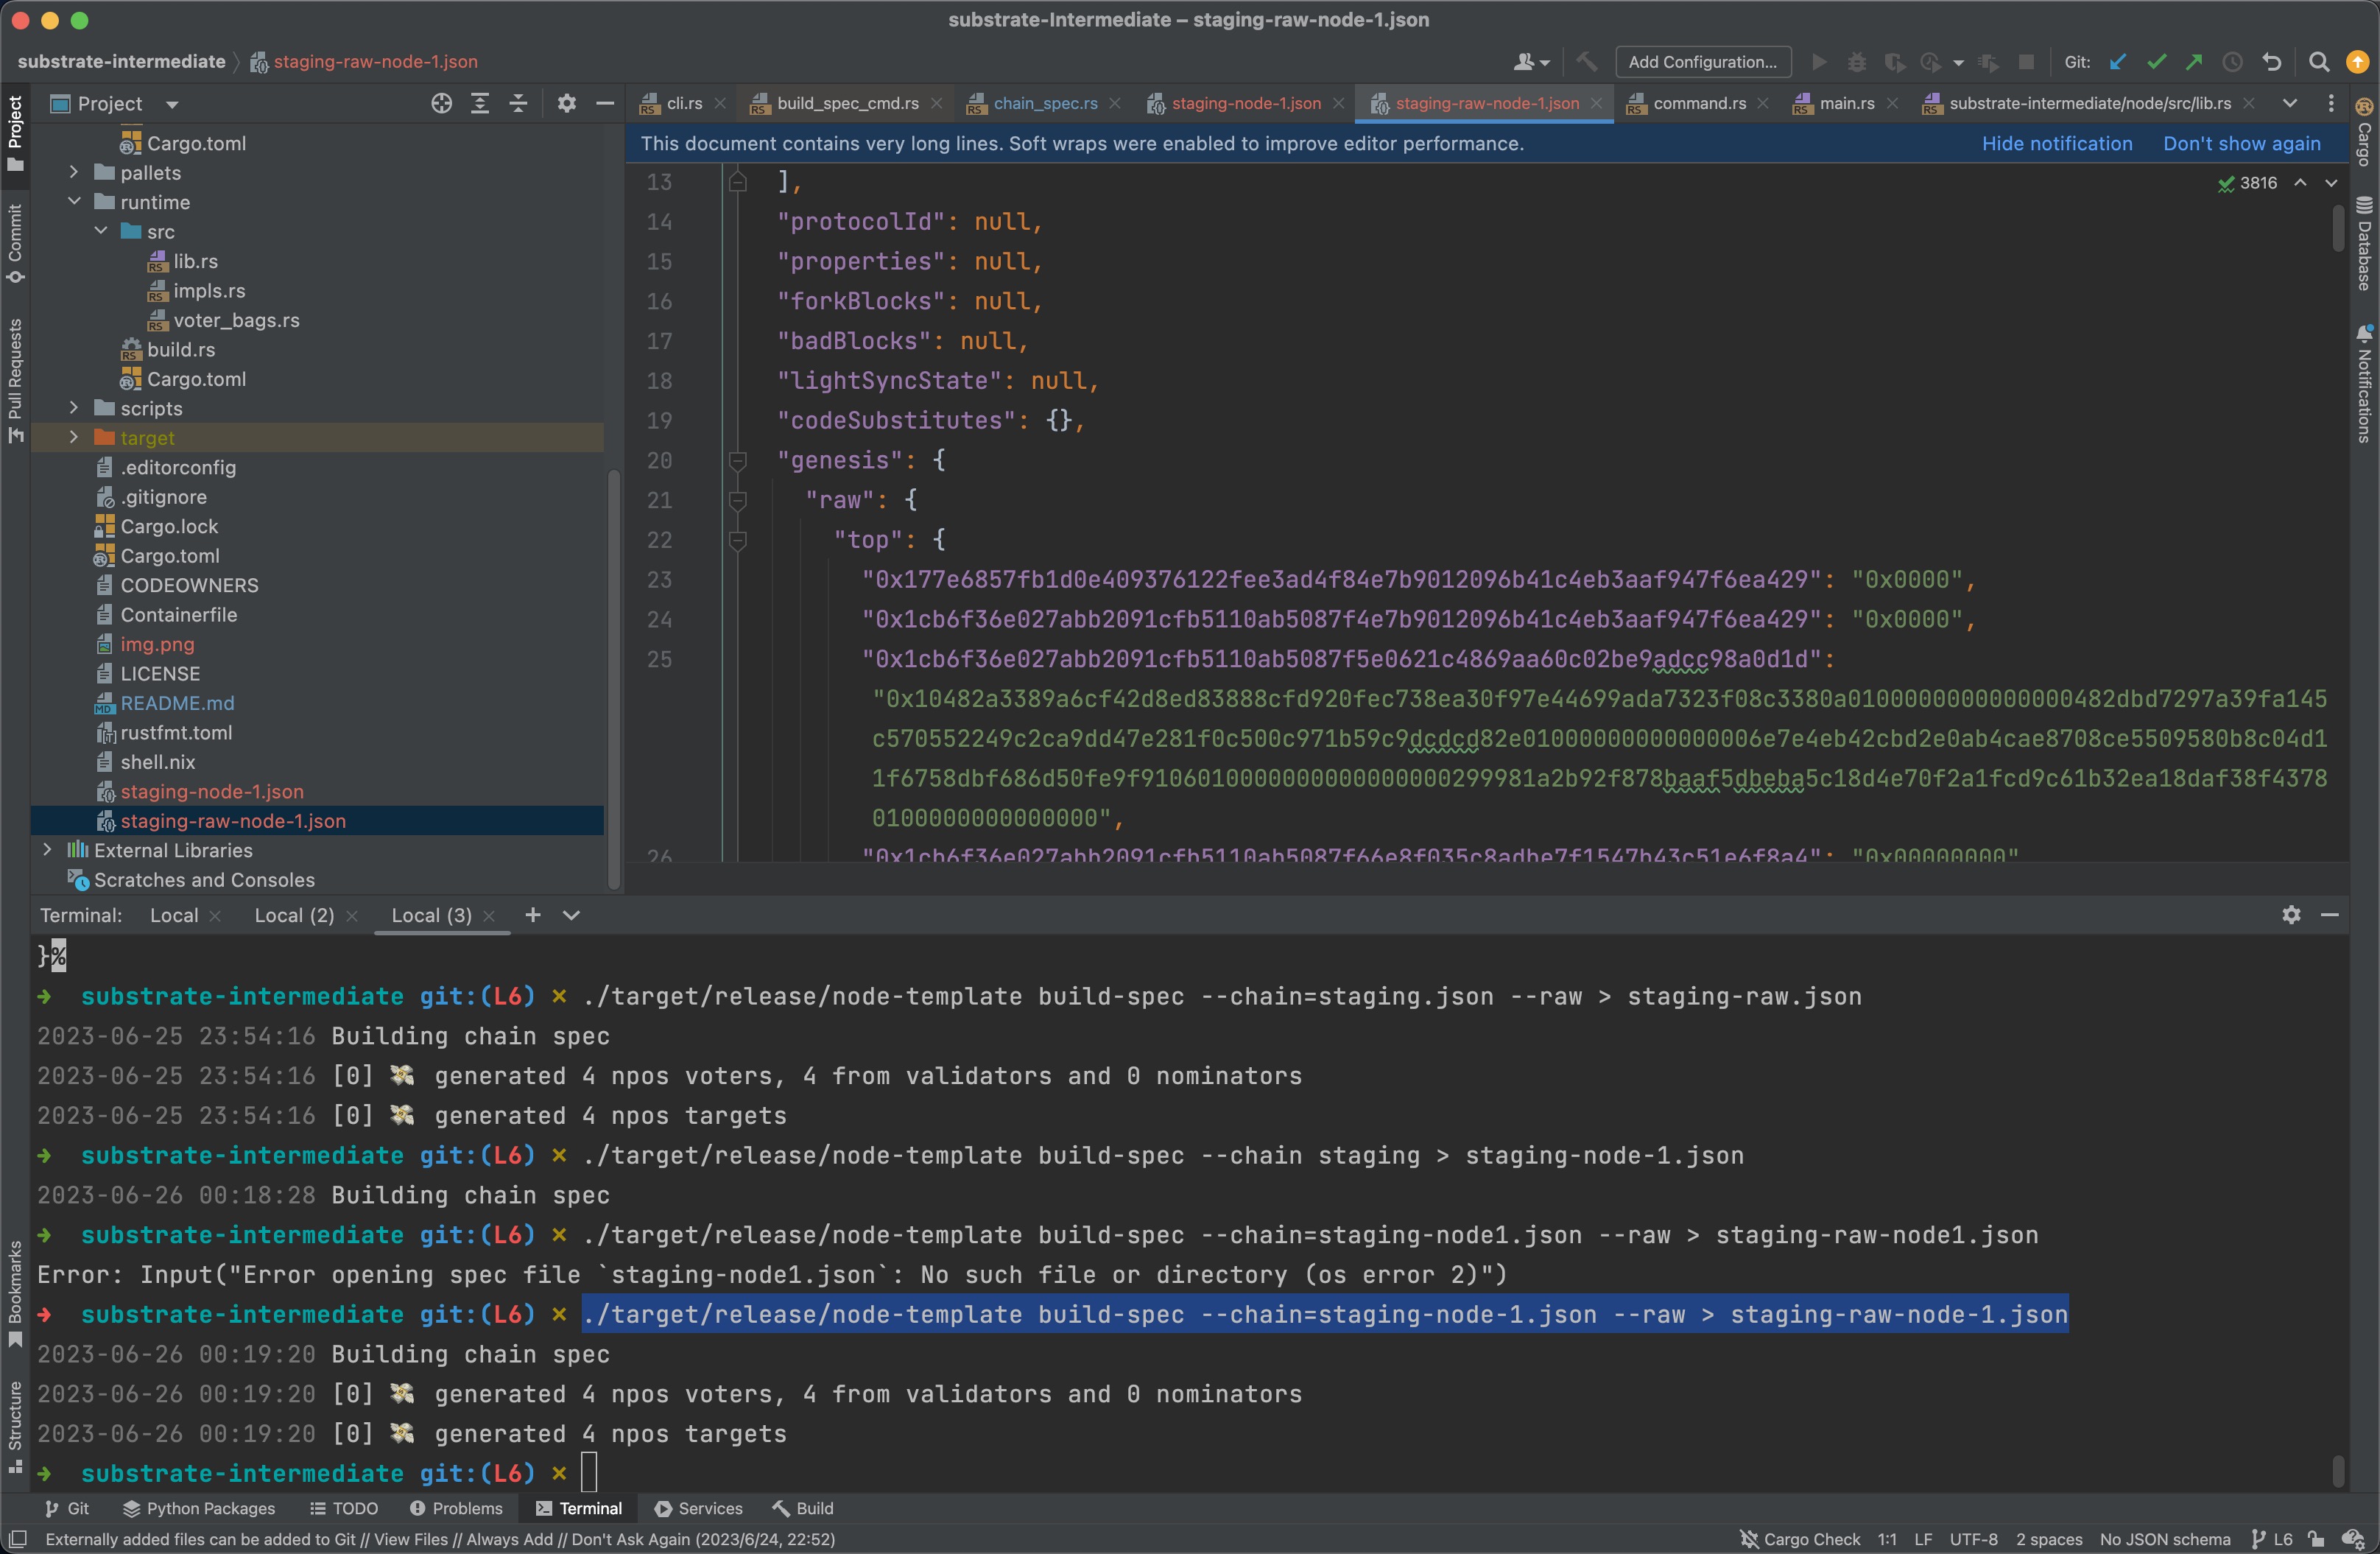 substrate-Intermediate – staging-raw-node-1.json
substrate-intermediate
staging-raw-node-1.json
Add Configuration...
Git:
Project
cli.rs
build_spec_cmd.rs
chain_spec.rs
staging-node-1.json
staging-raw-node-1.json
command.rs
main.rs
substrate-intermediate/node/src/lib.rs
This document contains very long lines. Soft wraps were enabled to improve editor performance.
Hide notification
Don't show again
Project
Commit
Pull Requests
Bookmarks
Structure
Cargo
Database
Notifications
Cargo.toml
pallets
runtime
src
lib.rs
impls.rs
voter_bags.rs
build.rs
Cargo.toml
scripts
target
.editorconfig
.gitignore
Cargo.lock
Cargo.toml
CODEOWNERS
Containerfile
img.png
LICENSE
README.md
rustfmt.toml
shell.nix
staging-node-1.json
staging-raw-node-1.json
External Libraries
Scratches and Consoles
3816
13 ],
14 "protocolId": null,
15 "properties": null,
16 "forkBlocks": null,
17 "badBlocks": null,
18 "lightSyncState": null,
19 "codeSubstitutes": {},
20 "genesis": {
21 "raw": {
22 "top": {
23 "0x177e6857fb1d0e409376122fee3ad4f84e7b9012096b41c4eb3aaf947f6ea429": "0x0000",
24 "0x1cb6f36e027abb2091cfb5110ab5087f4e7b9012096b41c4eb3aaf947f6ea429": "0x0000",
25 "0x1cb6f36e027abb2091cfb5110ab5087f5e0621c4869aa60c02be9adcc98a0d1d":
"0x10482a3389a6cf42d8ed83888cfd920fec738ea30f97e44699ada7323f08c3380a0100000000000000482dbd7297a39fa145
c570552249c2ca9dd47e281f0c500c971b59c9dcdcd82e01000000000000006e7e4eb42cbd2e0ab4cae8708ce5509580b8c04d1
1f6758dbf686d50fe9f91060100000000000000299981a2b92f878baaf5dbeba5c18d4e70f2a1fcd9c61b32ea18daf38f4378
0100000000000000",
26 "0x1cb6f36e027abb2091cfb5110ab5087f66e8f035c8adbe7f1547b43c51e6f8a4": "0x00000000"
Terminal:
Local
Local (2)
Local (3)
}%
substrate-intermediate git:(L6) × ./target/release/node-template build-spec --chain=staging.json --raw > staging-raw.json
2023-06-25 23:54:16 Building chain spec
2023-06-25 23:54:16 [0] 💸 generated 4 npos voters, 4 from validators and 0 nominators
2023-06-25 23:54:16 [0] 💸 generated 4 npos targets
substrate-intermediate git:(L6) × ./target/release/node-template build-spec --chain staging > staging-node-1.json
2023-06-26 00:18:28 Building chain spec
substrate-intermediate git:(L6) × ./target/release/node-template build-spec --chain=staging-node1.json --raw > staging-raw-node1.json
Error: Input("Error opening spec file `staging-node1.json`: No such file or directory (os error 2)")
substrate-intermediate git:(L6) × ./target/release/node-template build-spec --chain=staging-node-1.json --raw > staging-raw-node-1.json
2023-06-26 00:19:20 Building chain spec
2023-06-26 00:19:20 [0] 💸 generated 4 npos voters, 4 from validators and 0 nominators
2023-06-26 00:19:20 [0] 💸 generated 4 npos targets
substrate-intermediate git:(L6) ×
Git
Python Packages
TODO
Problems
Terminal
Services
Build
Externally added files can be added to Git // View Files // Always Add // Don't Ask Again (2023/6/24, 22:52)
Cargo Check
1:1
LF
UTF-8
2 spaces
No JSON schema
L6